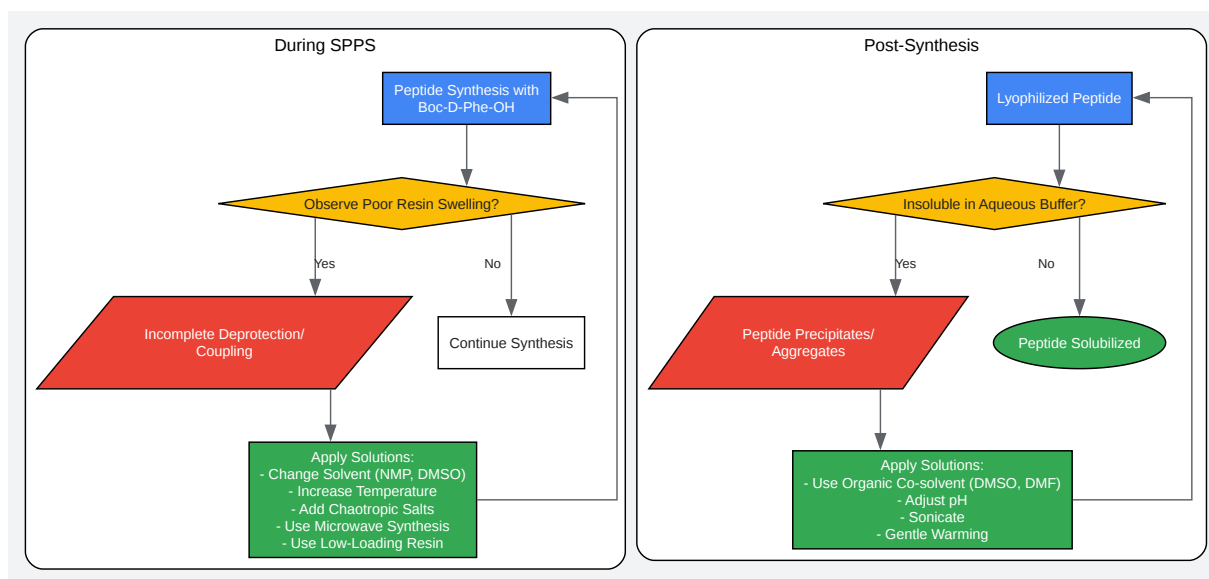 During SPPS
Peptide Synthesis with
Boc-D-Phe-OH
Observe Poor Resin Swelling?
Yes
No
Incomplete Deprotection/
Coupling
Continue Synthesis
Apply Solutions:
- Change Solvent (NMP, DMSO)
- Increase Temperature
- Add Chaotropic Salts
- Use Microwave Synthesis
- Use Low-Loading Resin
Post-Synthesis
Lyophilized Peptide
Insoluble in Aqueous Buffer?
Yes
No
Peptide Precipitates/
Aggregates
Peptide Solubilized
Apply Solutions:
- Use Organic Co-solvent (DMSO, DMF)
- Adjust pH
- Sonicate
- Gentle Warming